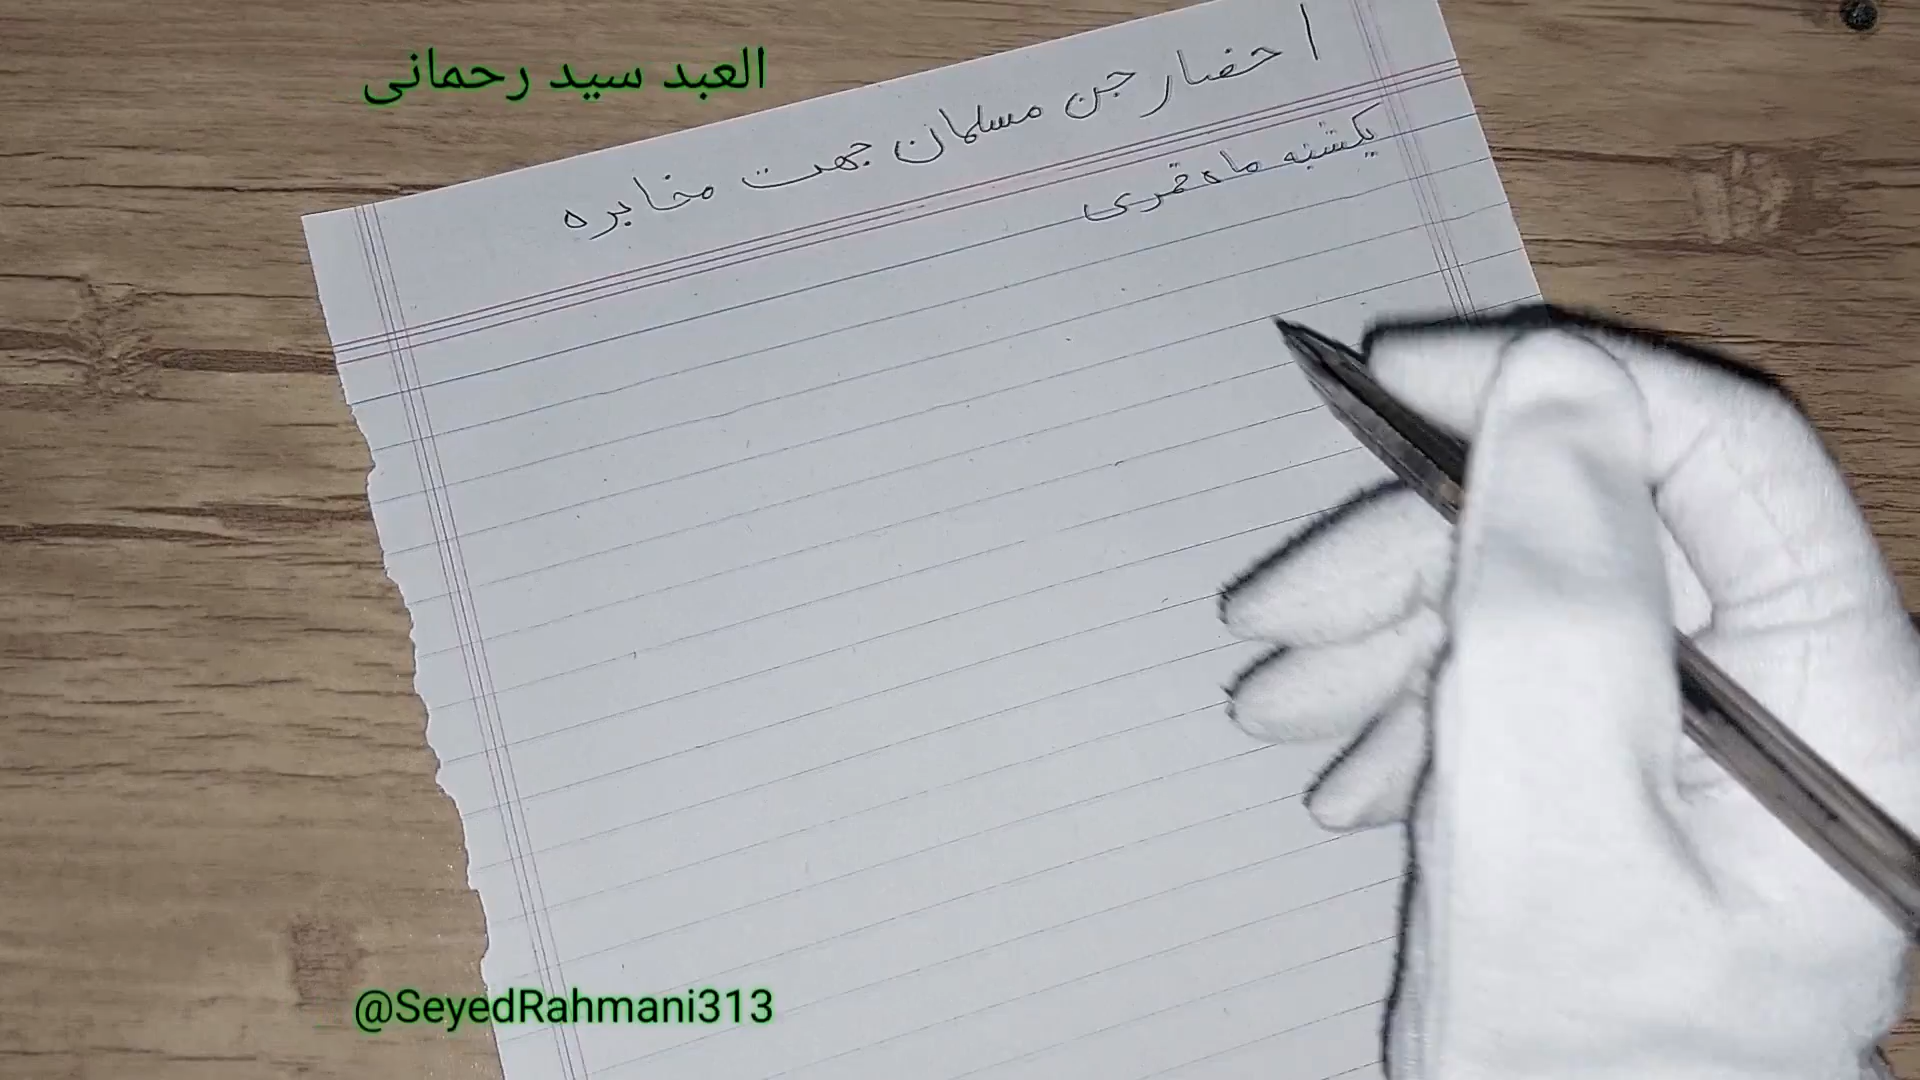 العبد سید رحمانی
احضار جن مسلمان جهت مخابره
یکشنبه ماه قمری
@SeyedRahmani313